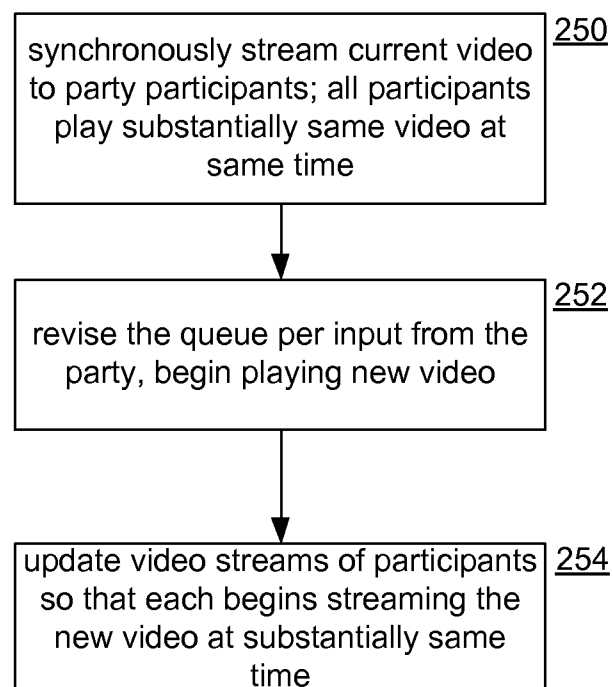 synchronously stream current video
to party participants; all participants
play substantially same video at
same time
250
revise the queue per input from the
party, begin playing new video
252
update video streams of participants
so that each begins streaming the
new video at substantially same
time
254